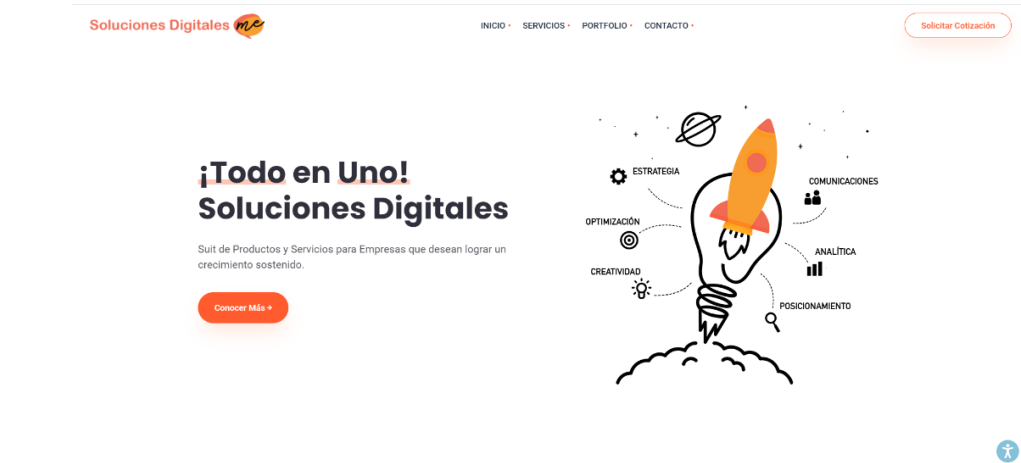 Soluciones Digitales me
INICIO • SERVICIOS • PORTFOLIO • CONTACTO •
Solicitar Cotización
¡Todo en Uno!
Soluciones Digitales
Suit de Productos y Servicios para Empresas que desean lograr un
crecimiento sostenido.
Conocer Más →
ESTRATEGIA
COMUNICACIONES
OPTIMIZACIÓN
ANALÍTICA
CREATIVIDAD
POSICIONAMIENTO